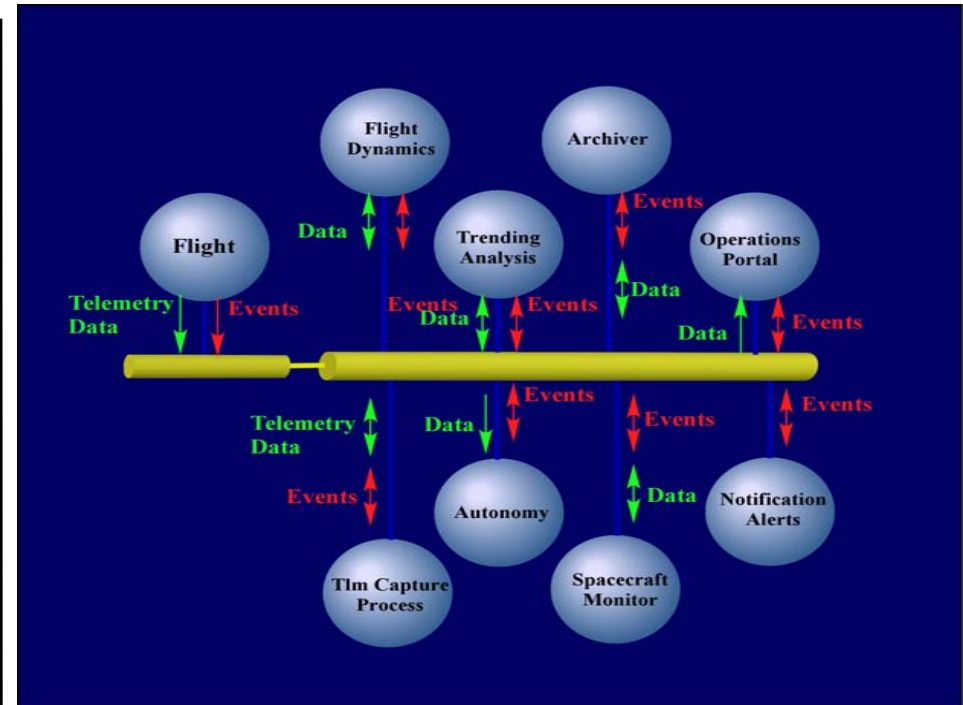 Flight
Dynamics
Archiver
Events
Data
Trending
Analysis
Operations
Portal
Flight
Data
Telemetry
Data
Events
Events
Data
Events
Data
Events
Telemetry
Data
Events
Data
Events
Events
Events
Data
Autonomy
Notification
Alerts
Tlm Capture
Process
Spacecraft
Monitor